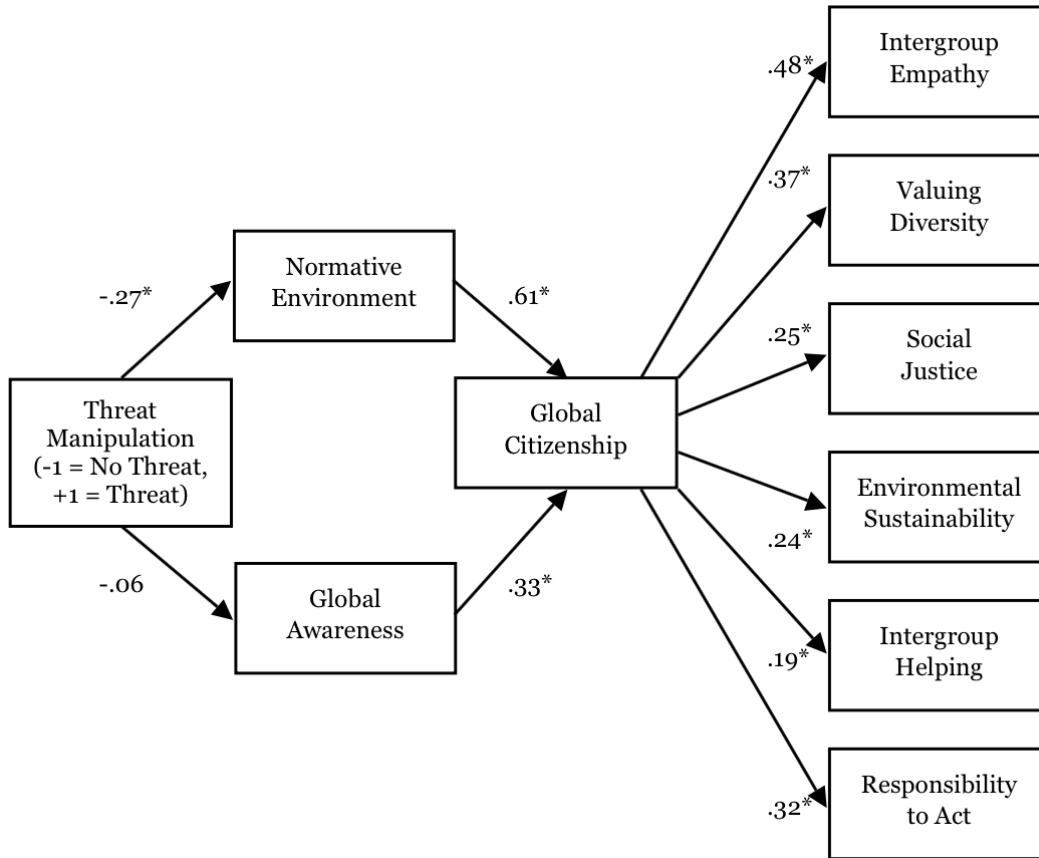 Intergroup
Empathy
.48*
Valuing
Diversity
.37*
Normative
Environment
-.27*
.61*
Social
Justice
.25*
Threat
Manipulation
(-1 = No Threat,
+1 = Threat)
Global
Citizenship
Environmental
Sustainability
.24*
-.06
Global
Awareness
.33*
Intergroup
Helping
.19*
Responsibility
to Act
.32*